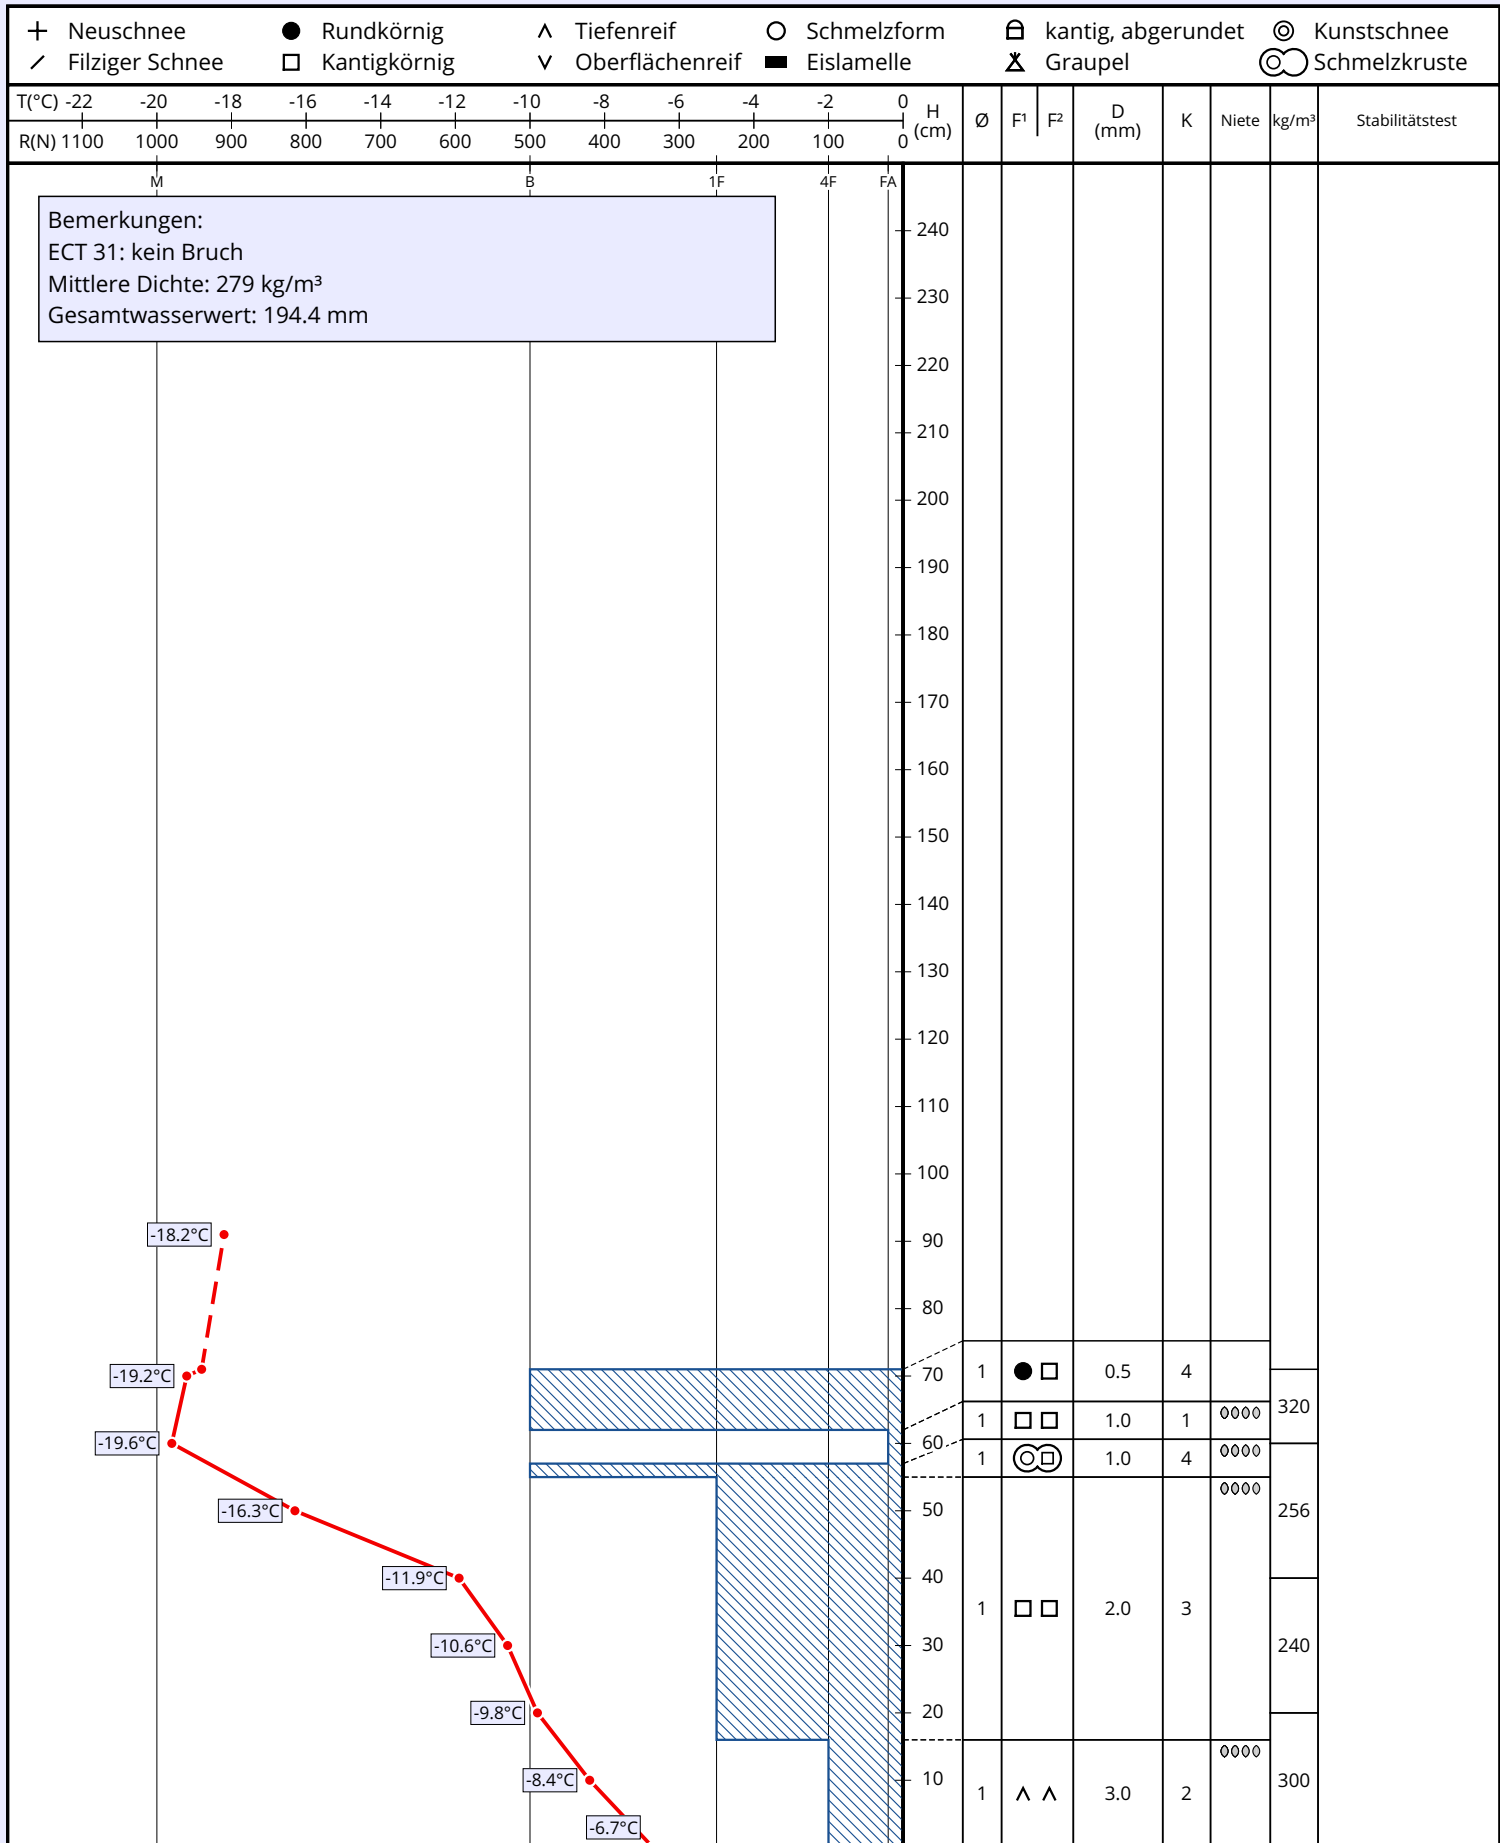 Neuschnee Rundkörnig Tiefenreif Schmelzform kantig, abgerundet Kunstschnee
Filziger Schnee Kantigkörnig Oberflächenreif Eislamelle Graupel Schmelzkruste
T(°C) -22 -20 -18 -16 -14 -12 -10 -8 -6 -4 -2 0
R(N) 1100 1000 900 800 700 600 500 400 300 200 100 0
H (cm) Ø F¹ F² D (mm) K Niete kg/m³ Stabilitätstest
M B 1F 4F FA
Bemerkungen:
ECT 31: kein Bruch
Mittlere Dichte: 279 kg/m³
Gesamtwasserwert: 194.4 mm
240
230
220
210
200
190
180
170
160
150
140
130
120
110
100
-18.2°C 90
80
-19.2°C 70 1 0.5 4
320
1 1.0 1
-19.6°C 60
1 1.0 4
-16.3°C 50 256
-11.9°C 40
1 2.0 3
-10.6°C 30 240
-9.8°C 20
-8.4°C 10 300
1 3.0 2
-6.7°C